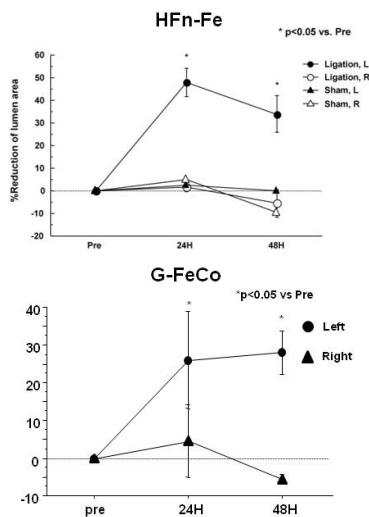 HFn-Fe
* p<0.05 vs. Pre
Ligation, L
Ligation, R
Sham, L
Sham, R
%Reduction of lumen area
60
50
40
30
20
10
0
-10
-20
*
*
Pre
24H
48H
G-FeCo
*p<0.05 vs Pre
Left
Right
40
30
20
10
0
-10
*
*
pre
24H
48H